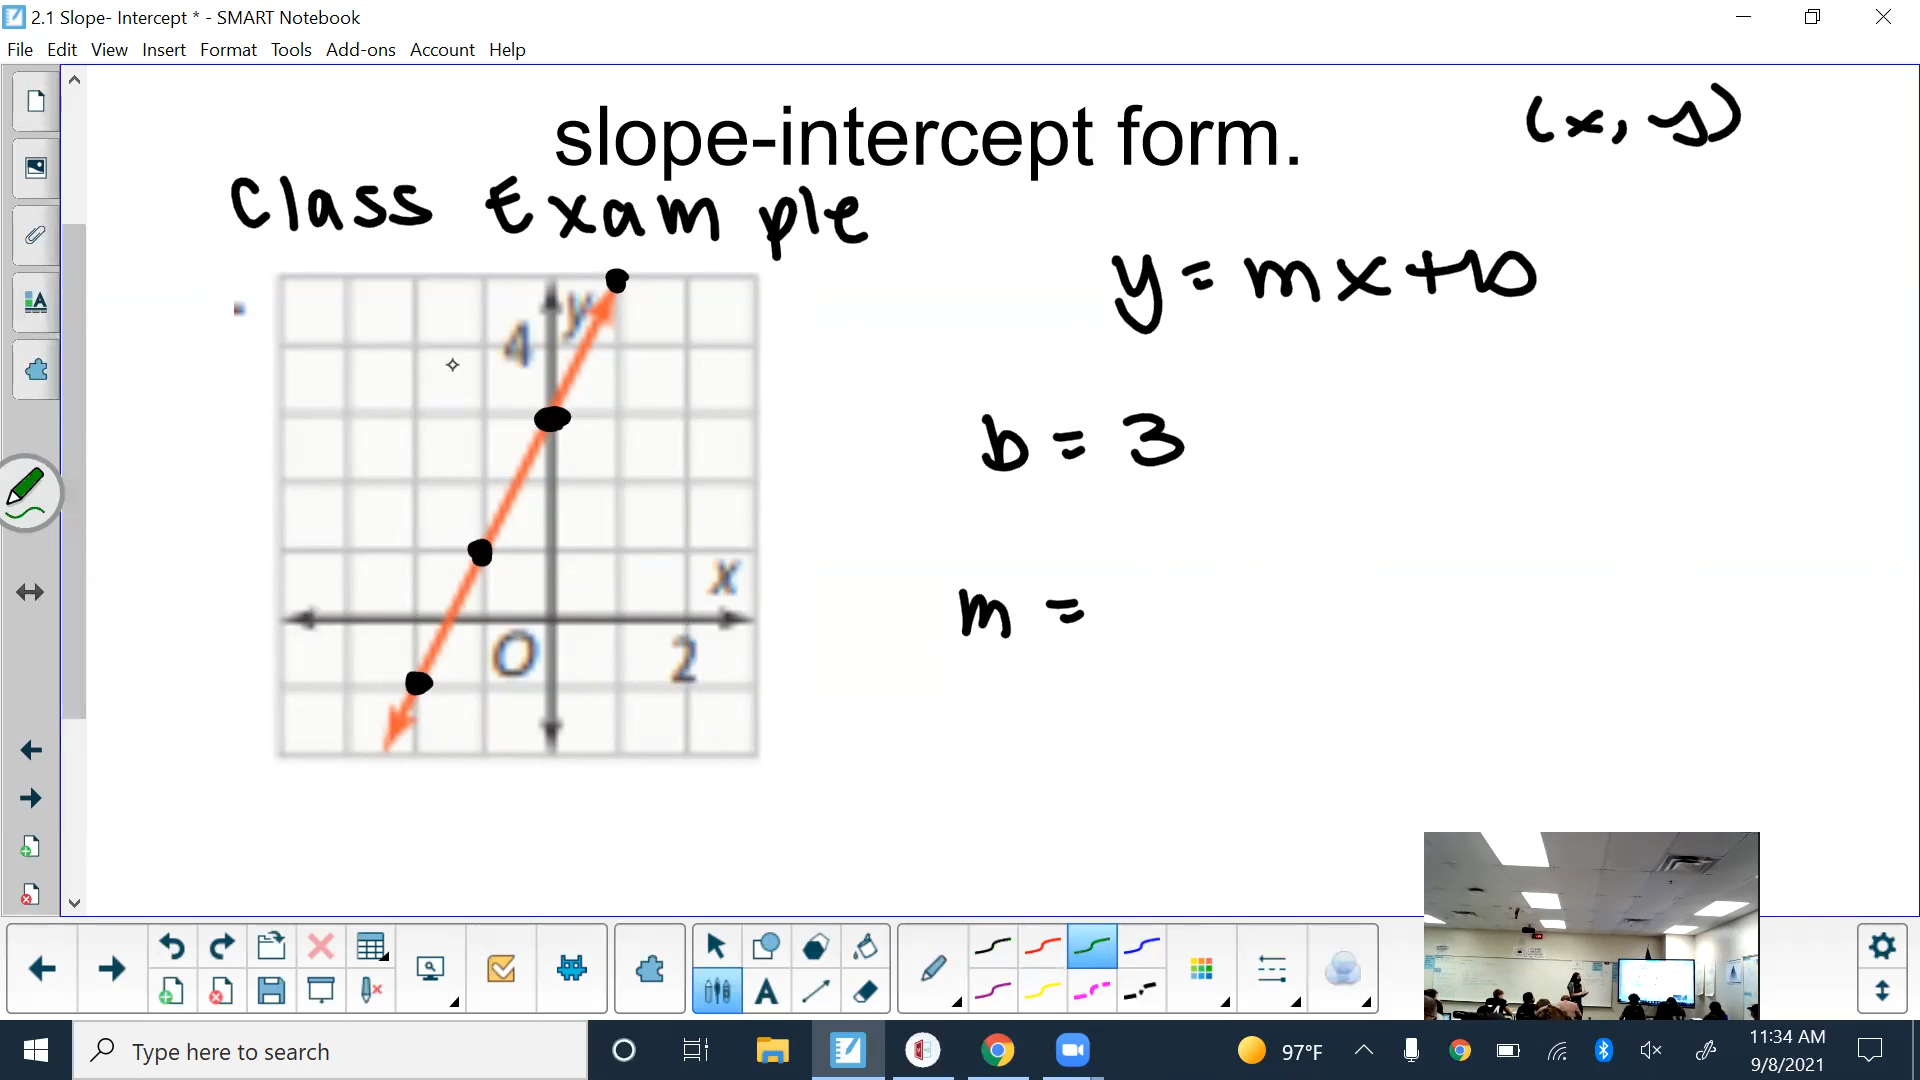 2.1 Slope- Intercept * - SMART Notebook
File Edit View Insert Format Tools Add-ons Account Help
slope-intercept form.
(x, y)
Class Example
y = mx+b
y
4
b = 3
x
m =
O
2
Type here to search
97°F
11:34 AM
9/8/2021